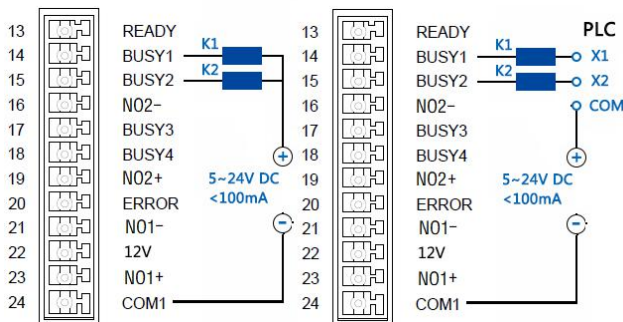 13 READY
14 BUSY1 K1
15 BUSY2 K2
16 NO2-
17 BUSY3
18 BUSY4 +
19 NO2+ 5~24V DC
20 ERROR <100mA
21 NO1- -
22 12V
23 NO1+
24 COM1
13 READY PLC
14 BUSY1 K1 X1
15 BUSY2 K2 X2
16 NO2- COM
17 BUSY3
18 BUSY4 +
19 NO2+ 5~24V DC
20 ERROR <100mA
21 NO1- -
22 12V
23 NO1+
24 COM1